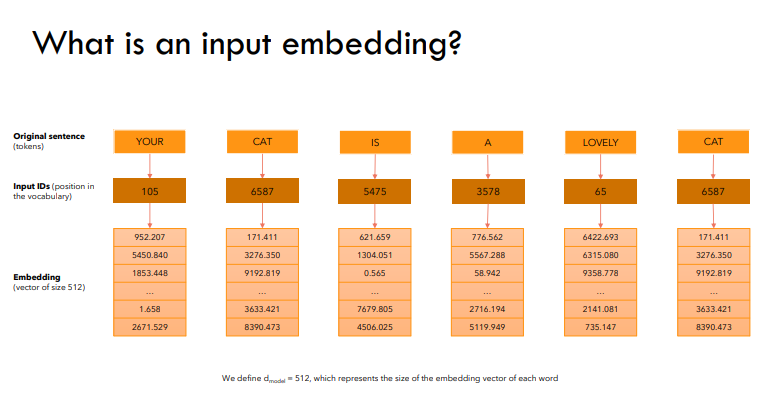 What is an input embedding?
Original sentence
(tokens)
YOUR CAT IS A LOVELY CAT
Input IDs (position in
the vocabulary)
105 6587 5475 3578 65 6587
952.207 171.411 621.659 776.562 6422.693 171.411
5450.840 3276.350 1304.051 5567.288 6315.080 3276.350
1853.448 9192.819 0.565 58.942 9358.778 9192.819
Embedding
(vector of size 512)
... ... ... ... ... ...
1.658 3633.421 7679.805 2716.194 2141.081 3633.421
2671.529 8390.473 4506.025 5119.949 735.147 8390.473
We define dmodel = 512, which represents the size of the embedding vector of each word